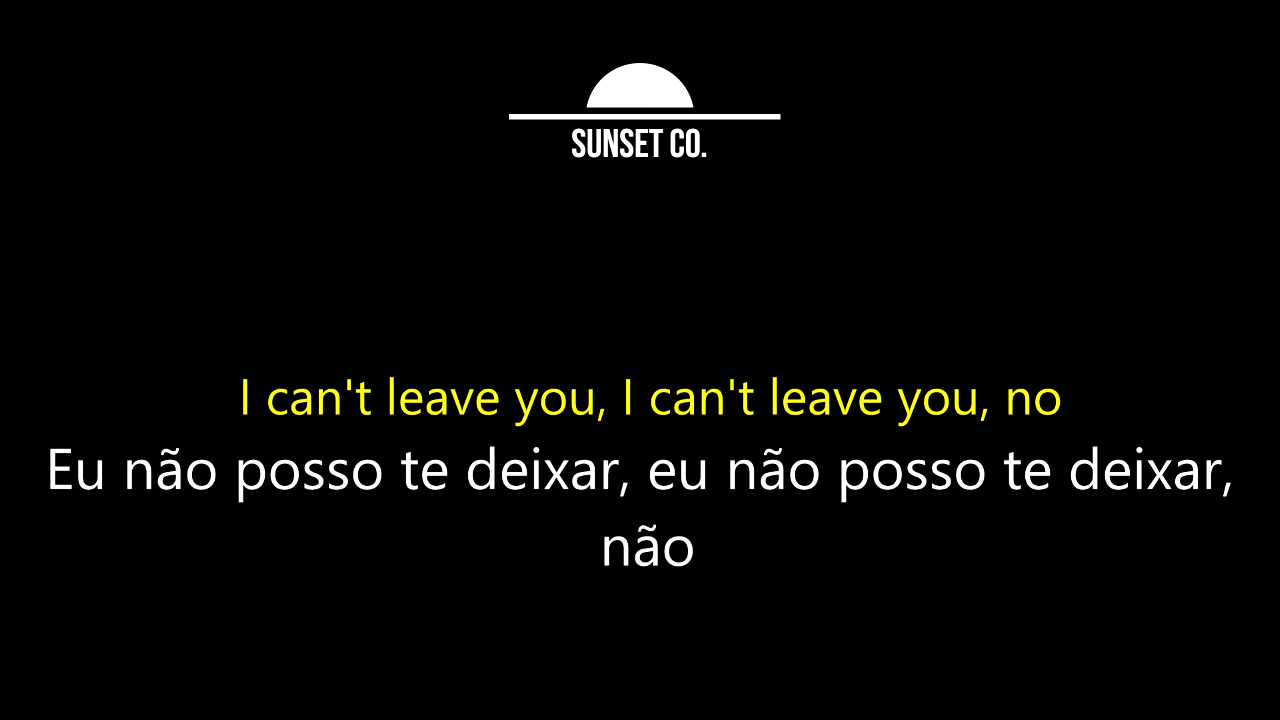 SUNSET CO.
I can't leave you, I can't leave you, no
Eu não posso te deixar, eu não posso te deixar,
não